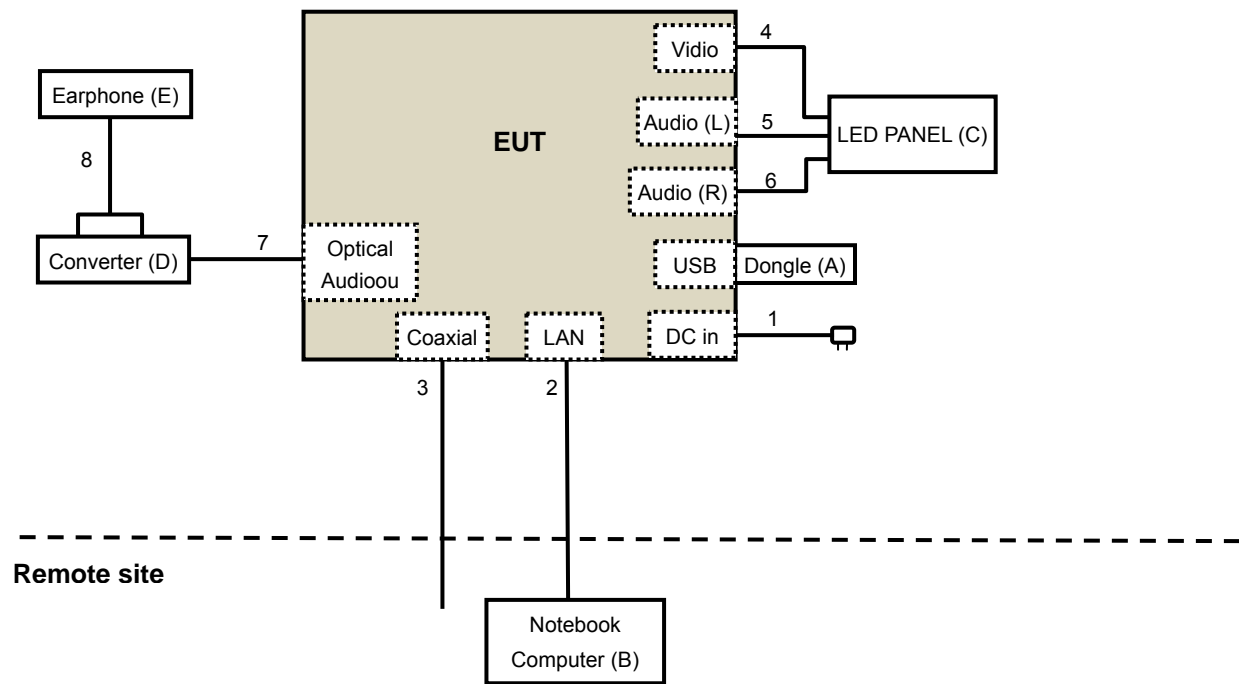 Vidio
4
Earphone (E)
Audio (L)
5
LED PANEL (C)
EUT
8
Audio (R)
6
7
Optical
Audioou
Converter (D)
USB
Dongle (A)
Coaxial
LAN
DC in
1
3
2
Remote site
Notebook
Computer (B)